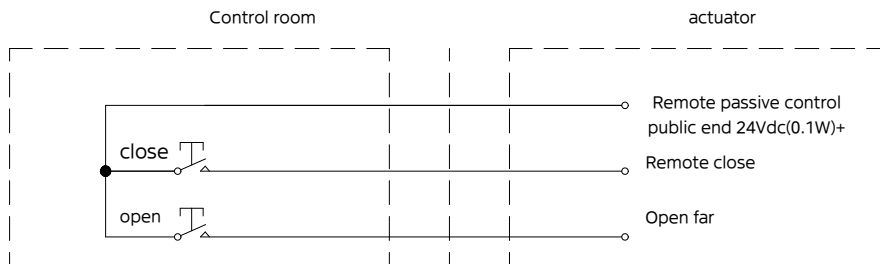 Control room
actuator
Remote passive control
public end 24Vdc(0.1W)+
close
Remote close
open
Open far